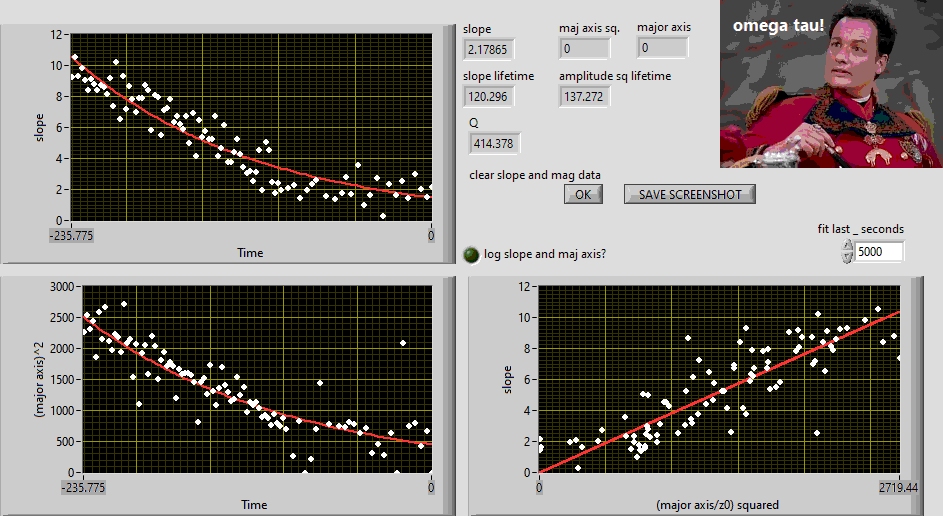 omega tau!
slope
maj axis sq.
major axis
2.17865
0
0
slope lifetime
amplitude sq lifetime
120.296
137.272
Q
414.378
clear slope and mag data
OK
SAVE SCREENSHOT
fit last _ seconds
5000
log slope and maj axis?
12
10
8
6
4
2
0
slope
-235.775
0
Time
3000
2500
2000
1500
1000
500
0
(major axis)^2
-235.775
0
Time
12
10
8
6
4
2
0
slope
0
2719.44
(major axis/z0) squared